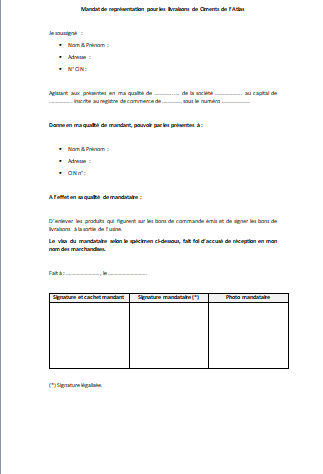 Mandat de représentation pour les livraisons de Ciments de l'Atlas
Je soussigné :
• Nom & Prénom :
• Adresse :
• N° CIN :
Agissant aux présentes en ma qualité de ............... de la société ................ au capital de
.............. inscrite au registre de commerce de ............ sous le numéro ..................
Donne en ma qualité de mandant, pouvoir par les présentes à :
• Nom & Prénom :
• Adresse :
• CIN n° :
A l'effet en sa qualité de mandataire :
D'enlever les produits qui figurent sur les bons de commande émis et de signer les bons de
livraisons à la sortie de l'usine.
Le visa du mandataire selon le spécimen ci-dessous, fait foi d'accusé de réception en mon
nom des marchandises.
Fait à : ......................, le ........................
Signature et cachet mandant Signature mandataire (*) Photo mandataire
(*) Signature légalisée.